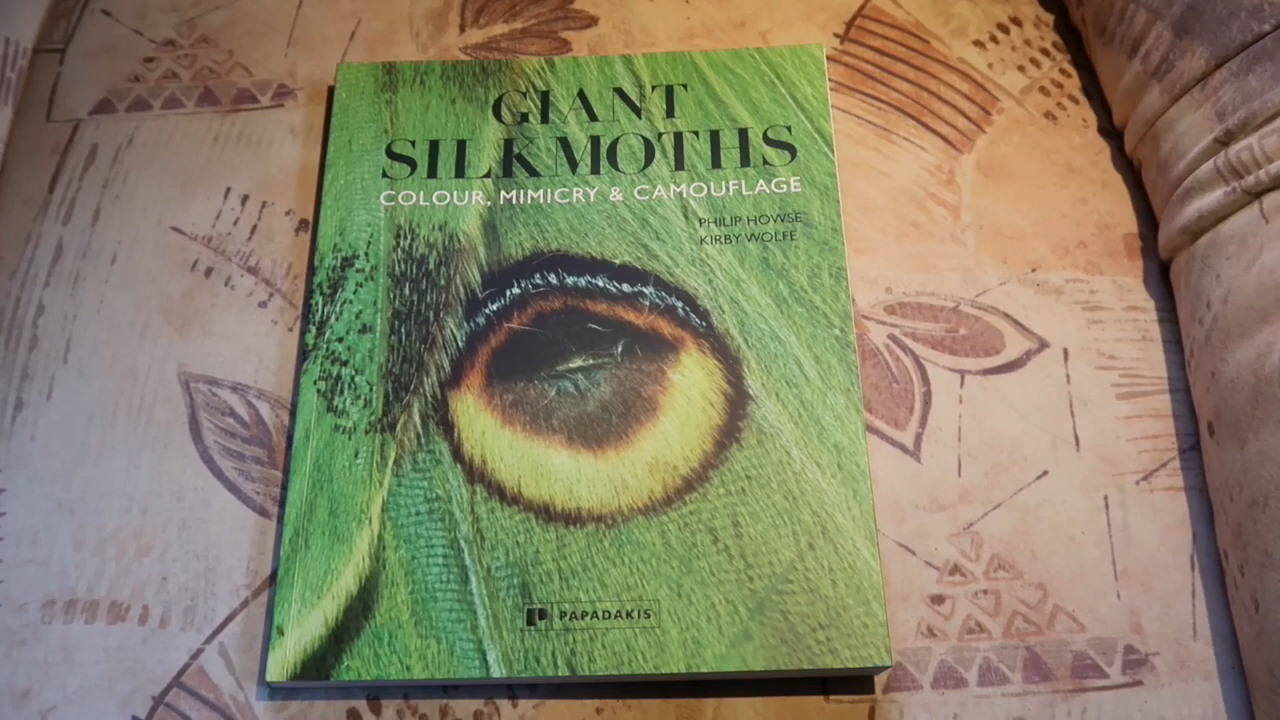 GIANT
SILKMOTHS
COLOUR, MIMICRY & CAMOUFLAGE
PHILIP HOWSE
KIRBY WOLFE
PAPADAKIS